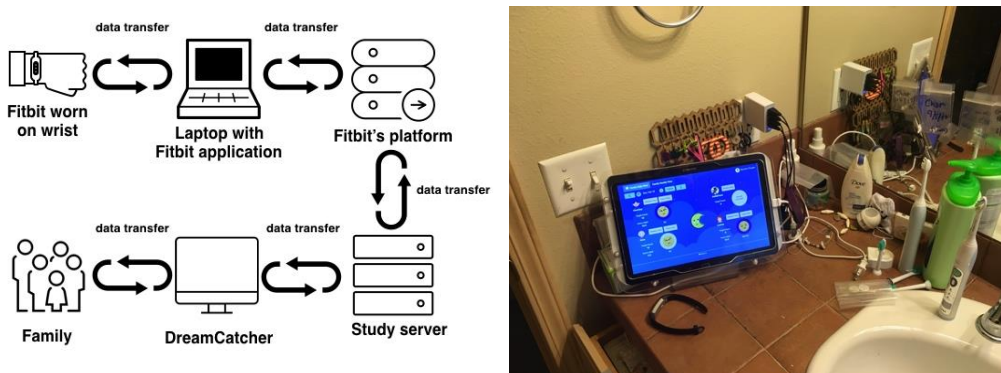 data transfer
data transfer
Fitbit worn
on wrist
Laptop with
Fitbit application
Fitbit's platform
data transfer
data transfer
data transfer
Family
DreamCatcher
Study server
Dove